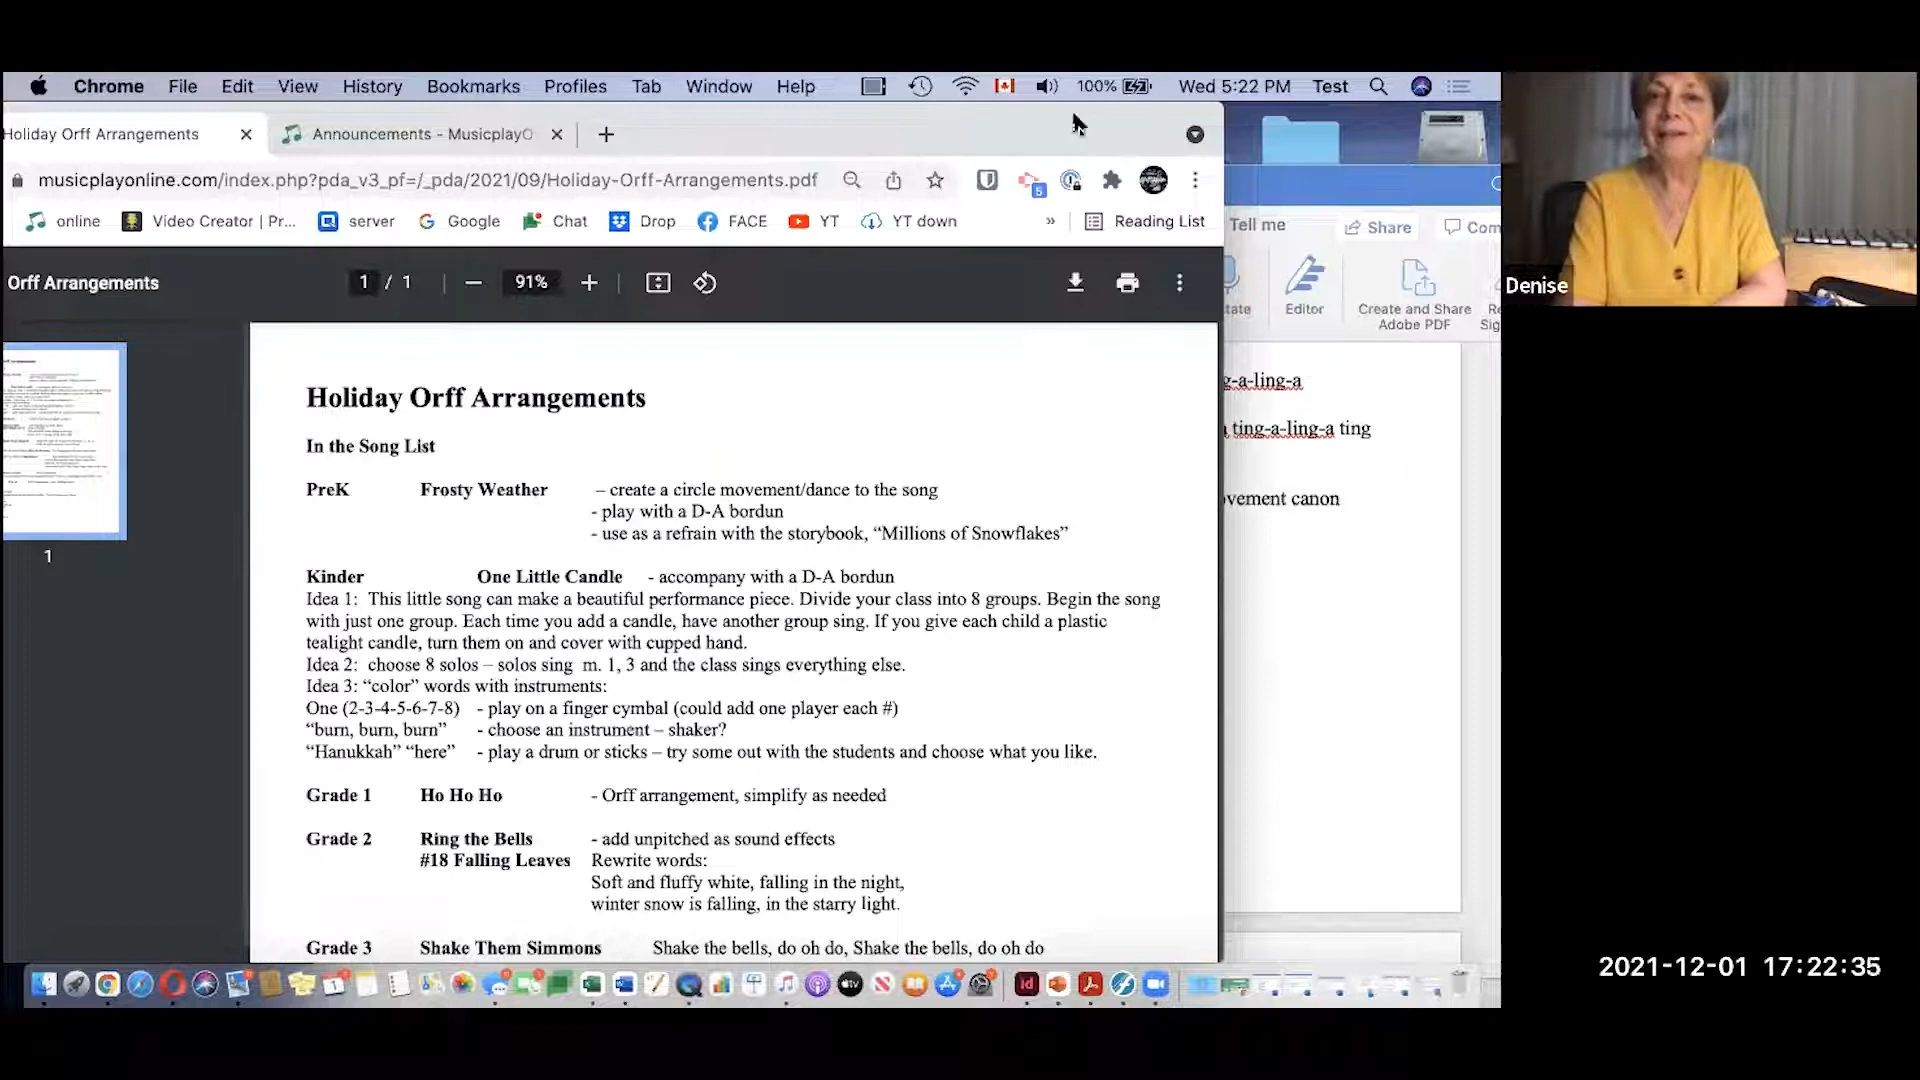 Chrome File Edit View History Bookmarks Profiles Tab Window Help 100% Wed 5:22 PM Test
Holiday Orff Arrangements Announcements - MusicplayO
musicplayonline.com/index.php?pda_v3_pf=/_pda/2021/09/Holiday-Orff-Arrangements.pdf 5
online Video Creator | Pr... server Google Chat Drop FACE YT YT down » Reading List
Tell me Share Com
Orff Arrangements 1 / 1 91%
Editor Create and Share
Adobe PDF
Denise
Holiday Orff Arrangements
In the Song List
PreK Frosty Weather – create a circle movement/dance to the song
- play with a D-A bordun
- use as a refrain with the storybook, “Millions of Snowflakes”
Kinder One Little Candle - accompany with a D-A bordun
Idea 1: This little song can make a beautiful performance piece. Divide your class into 8 groups. Begin the song
with just one group. Each time you add a candle, have another group sing. If you give each child a plastic
tealight candle, turn them on and cover with cupped hand.
Idea 2: choose 8 solos – solos sing m. 1, 3 and the class sings everything else.
Idea 3: “color” words with instruments:
One (2-3-4-5-6-7-8) - play on a finger cymbal (could add one player each #)
“burn, burn, burn” - choose an instrument – shaker?
“Hanukkah” “here” - play a drum or sticks – try some out with the students and choose what you like.
Grade 1 Ho Ho Ho - Orff arrangement, simplify as needed
Grade 2 Ring the Bells - add unpitched as sound effects
#18 Falling Leaves Rewrite words:
Soft and fluffy white, falling in the night,
winter snow is falling, in the starry light.
Grade 3 Shake Them Simmons Shake the bells, do oh do, Shake the bells, do oh do
1
g-a-ling-a
ting-a-ling-a ting
vement canon
2021-12-01 17:22:35